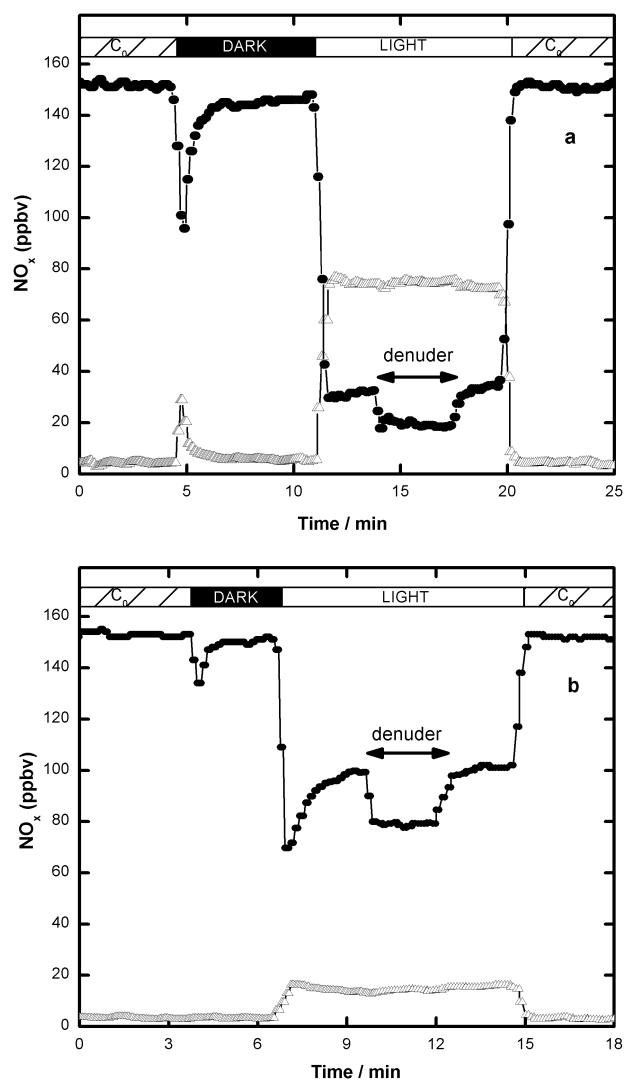 C₀ DARK LIGHT C₀
160
140
120
100
80
60
40
20
0
NOₓ (ppbv)
a
denuder
0 5 10 15 20 25
Time / min
C₀ DARK LIGHT C₀
160
140
120
100
80
60
40
20
0
NOₓ (ppbv)
b
denuder
0 3 6 9 12 15 18
Time / min